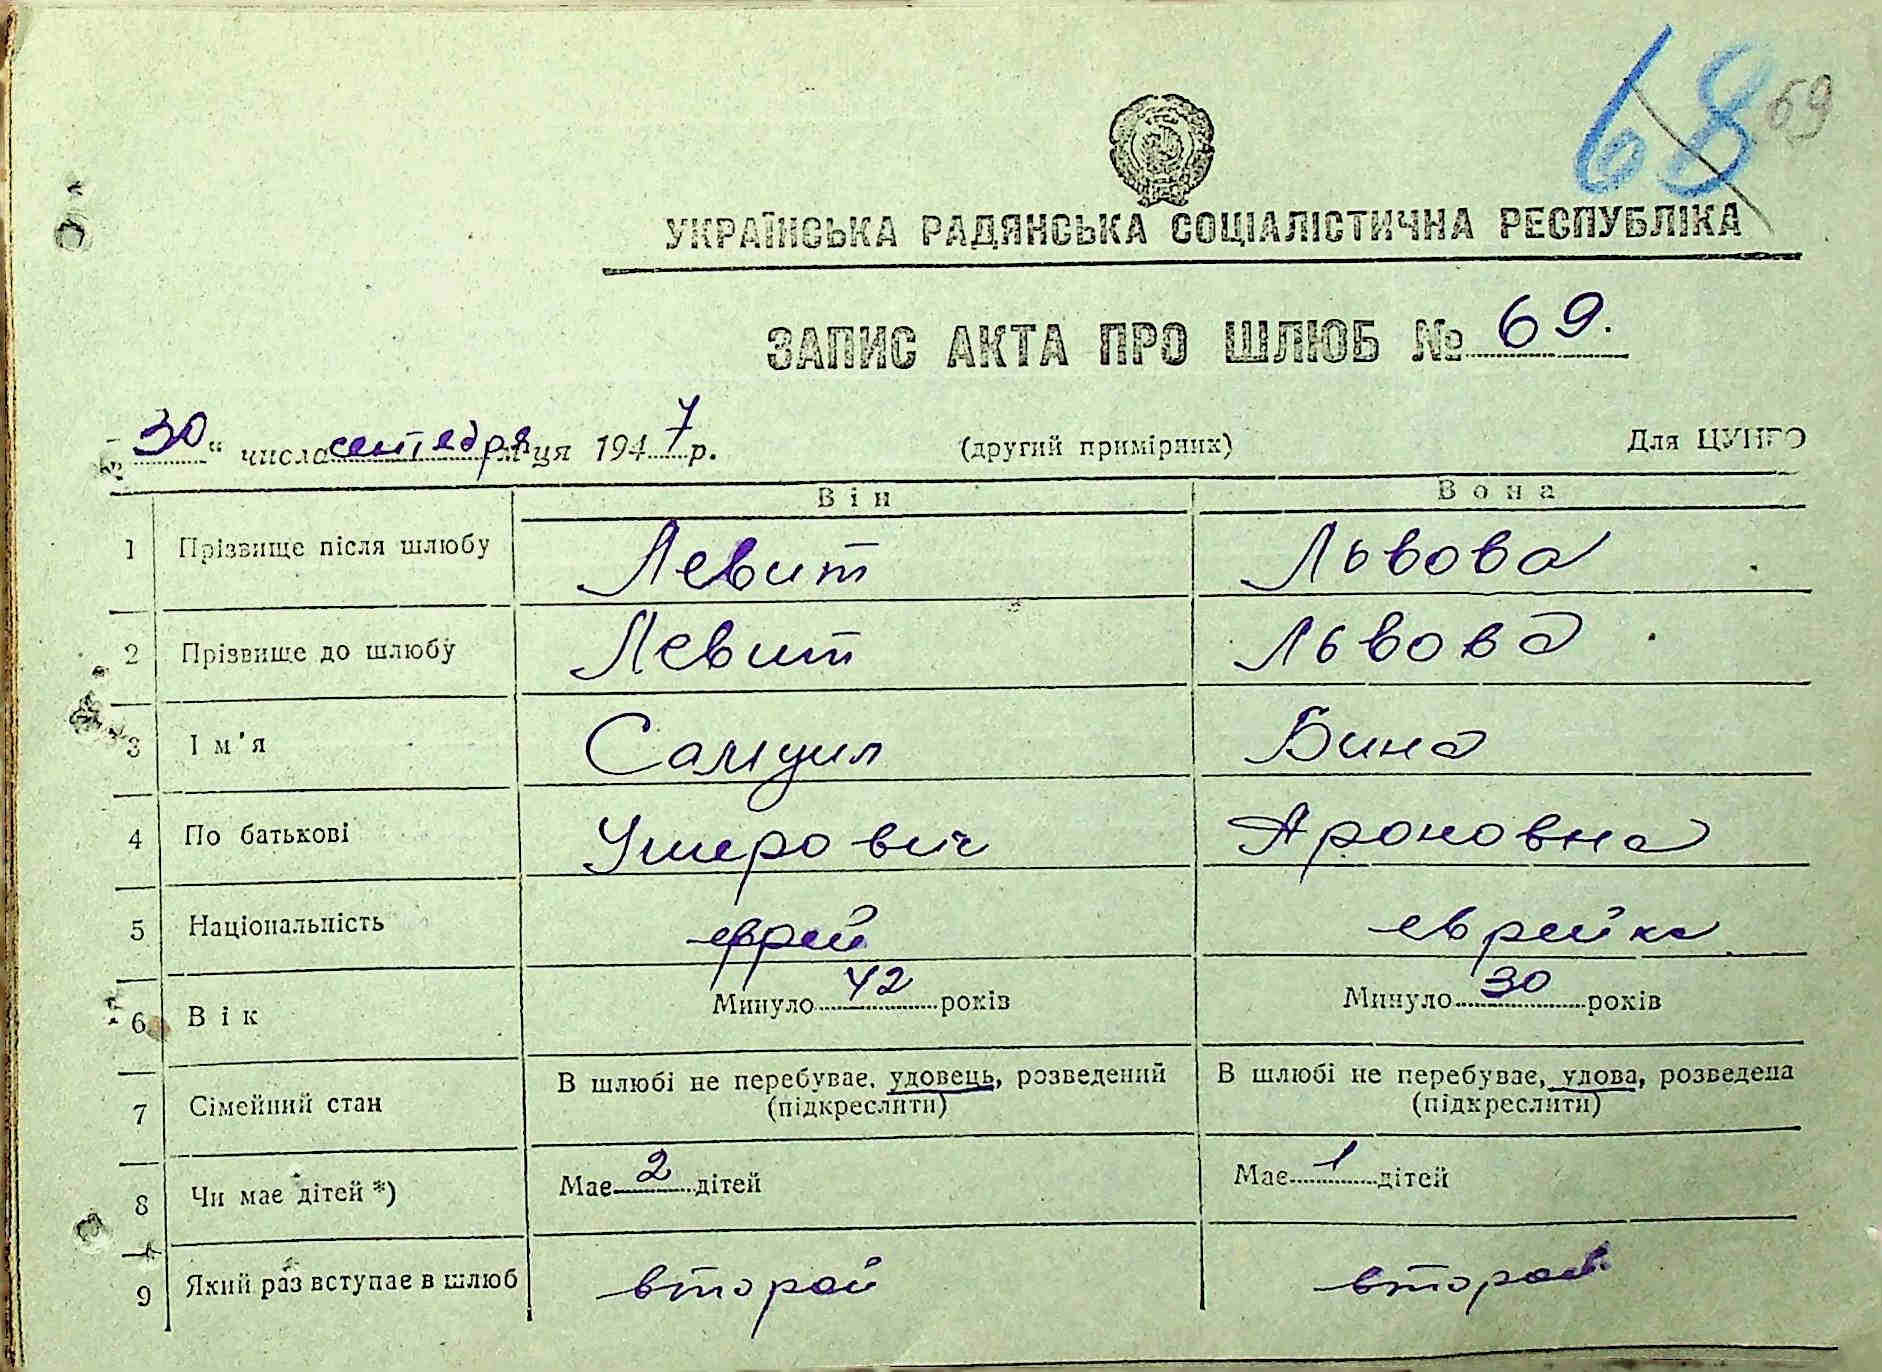 68 69
УКРАЇНСЬКА РАДЯНСЬКА СОЦІАЛІСТИЧНА РЕСПУБЛІКА
ЗАПИС АКТА ПРО ШЛЮБ № 69.
„30“ числа сентября місяця 1947 р. (другий примірник) Для ЦУНГО
Він Вона
1 Прізвище після шлюбу Левит Львова
2 Прізвище до шлюбу Левит Львова
3 Ім'я Самуил Бина
4 По батькові Ушерович Ароновна
5 Національність еврей еврейка
6 Вік Минуло 42 років Минуло 30 років
7 Сімейний стан В шлюбі не перебуває, удовець, розведений В шлюбі не перебуває, удова, розведена
(підкреслити) (підкреслити)
8 Чи має дітей *) Має 2 дітей Має 1 дітей
9 Який раз вступає в шлюб второй второй